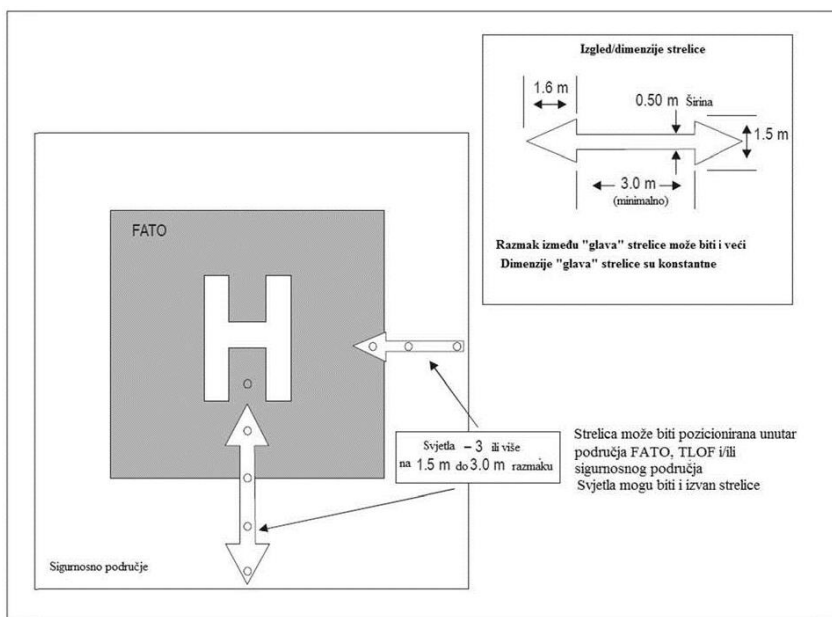 Izgled/dimenzije strelice
1.6 m
0.50 m Širina
1.5 m
3.0 m
(minimalno)
Razmak između "glava" strelice može biti i veći
Dimenzije "glava" strelice su konstantne
FATO
H
Svjetla – 3 ili više
na 1.5 m do 3.0 m razmaku
Strelica može biti pozicionirana unutar
područja FATO, TLOF i/ili
sigurnosnog područja
Svjetla mogu biti i izvan strelice
Sigurnosno područje